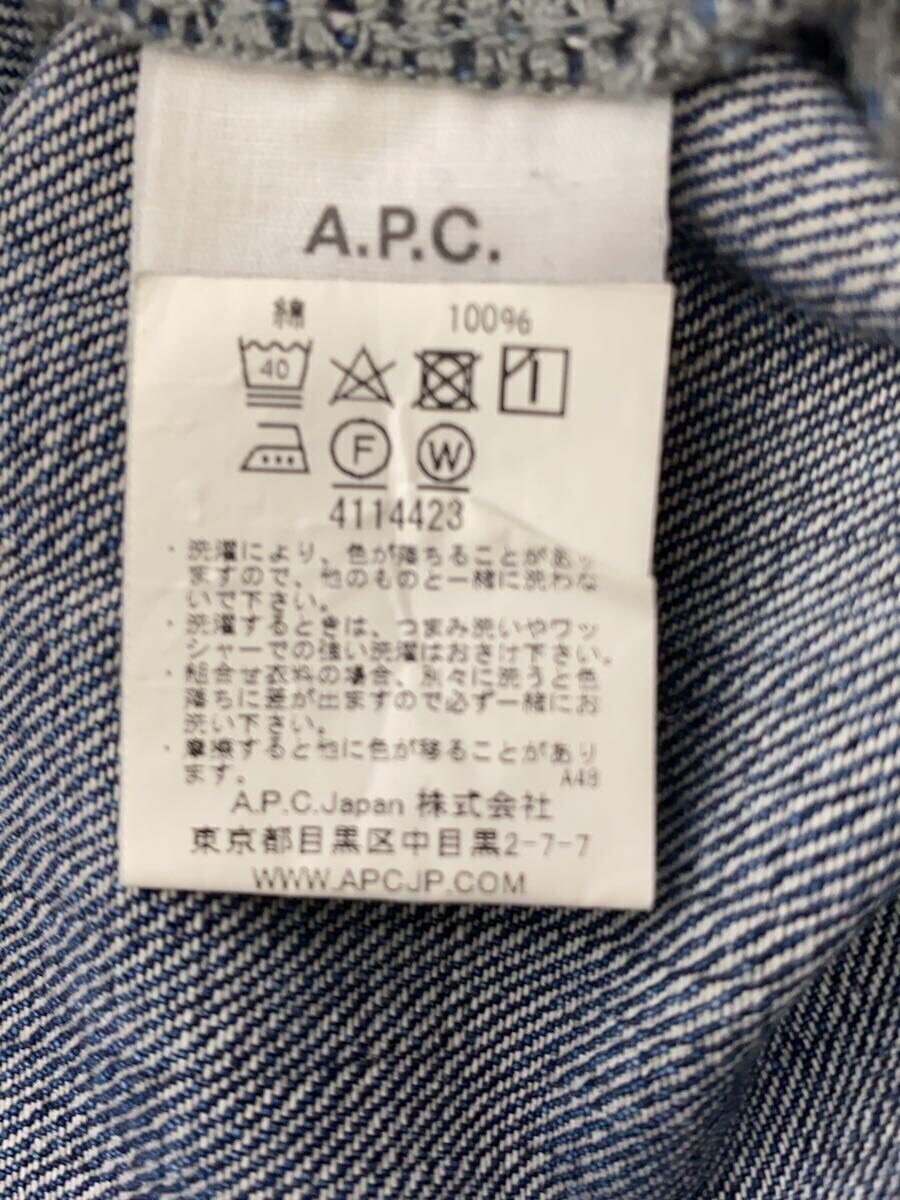 A.P.C.
綿 100%
40
F W
4114423
・洗濯により、色が落ちることがあり
ますので、他のものと一緒に洗わな
いで下さい。
・洗濯するときは、つまみ洗いやワッ
シャーでの強い洗濯はおさけ下さい。
・組合せ衣料の場合、別々に洗うと色
落ちに差が出ますので必ず一緒にお
洗い下さい。
・摩擦すると他に色が移ることがあり
ます。 A48
A.P.C.Japan 株式会社
東京都目黒区中目黒2-7-7
WWW.APCJP.COM